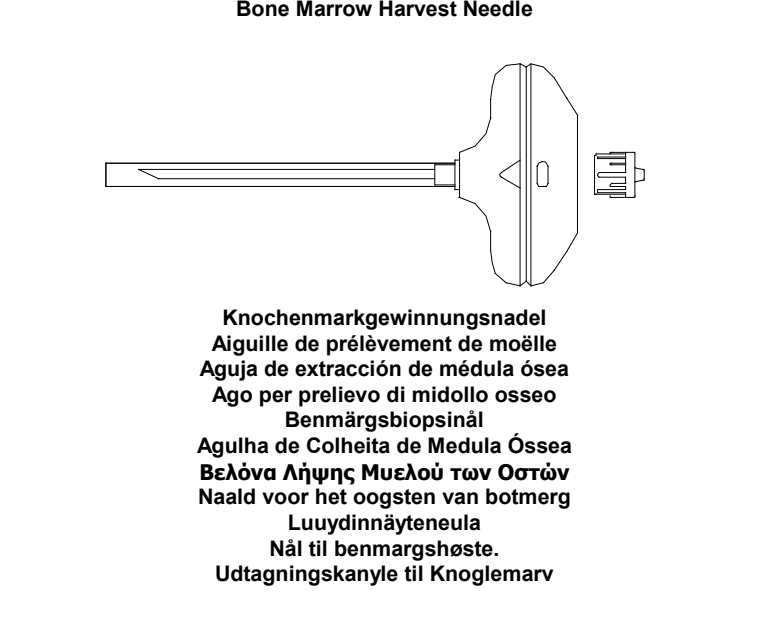 Bone Marrow Harvest Needle
Knochenmarkgewinnungsnadel
Aiguille de prélèvement de moëlle
Aguja de extracción de médula ósea
Ago per prelievo di midollo osseo
Benmärgsbiopsinål
Agulha de Colheita de Medula Óssea
Βελόνα Λήψης Μυελού των Οστών
Naald voor het oogsten van botmerg
Luuydinnäyteneula
Nål til benmargshøste.
Udtagningskanyle til Knoglemarv